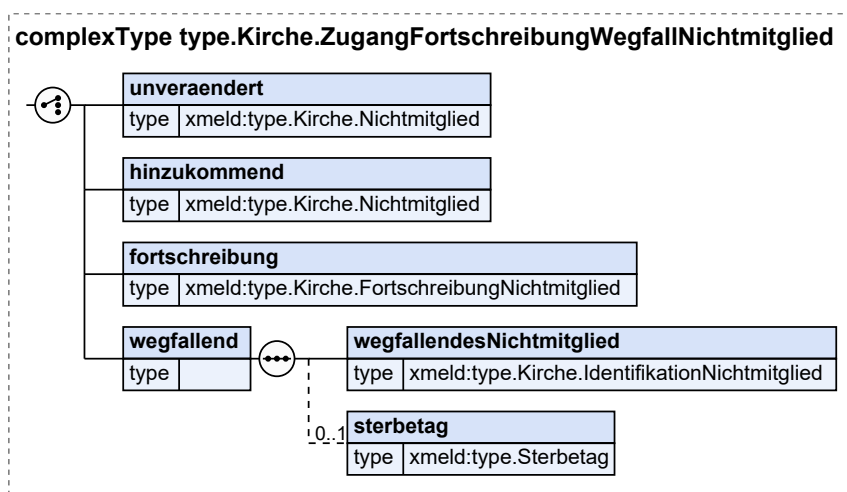 complexType type.Kirche.ZugangFortschreibungWegfallNichtmitglied
unveraendert
type xmeld:type.Kirche.Nichtmitglied
hinzukommend
type xmeld:type.Kirche.Nichtmitglied
fortschreibung
type xmeld:type.Kirche.FortschreibungNichtmitglied
wegfallend
type
wegfallendesNichtmitglied
type xmeld:type.Kirche.IdentifikationNichtmitglied
0..1
sterbetag
type xmeld:type.Sterbetag